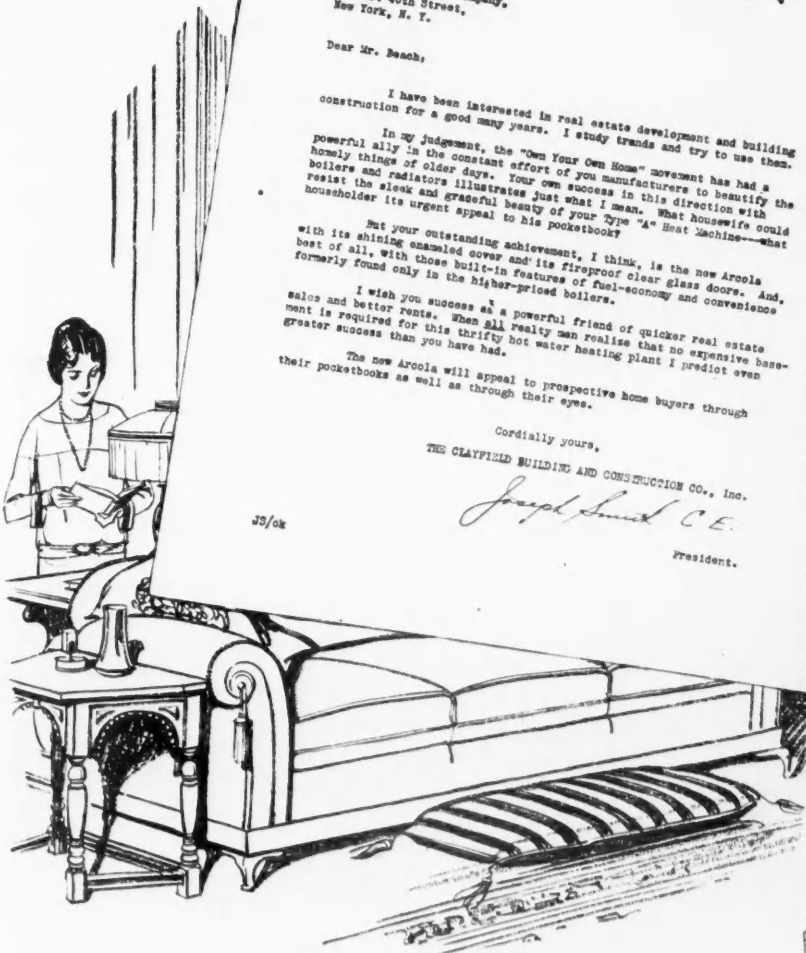 40th Street,
New York, N. Y.
Dear Mr. Beach,
I have been interested in real estate development and building
construction for a good many years. I study trends and try to use them.
In my judgement, the "Own Your Own Home" movement has had a
powerful ally in the constant effort of you manufacturers to beautify the
homely things of older days. Your own success in this direction with
boilers and radiators illustrates just what I mean. What housewife could
resist the sleek and graceful beauty of your Type "A" Heat Machine---what
householder its urgent appeal to his pocketbook?
But your outstanding achievement, I think, is the new Arcola
with its shining enameled cover and its fireproof clear glass doors. And,
best of all, with those built-in features of fuel-economy and convenience
formerly found only in the higher-priced boilers.
I wish you success as a powerful friend of quicker real estate
sales and better rents. When all realty men realize that no expensive base-
ment is required for this thrifty hot water heating plant I predict even
greater success than you have had.
The new Arcola will appeal to prospective home buyers through
their pocketbooks as well as through their eyes.
Cordially yours,
THE CLAYFIELD BUILDING AND CONSTRUCTION CO., Inc.
Joseph Smith C. E.
JS/ok
President.